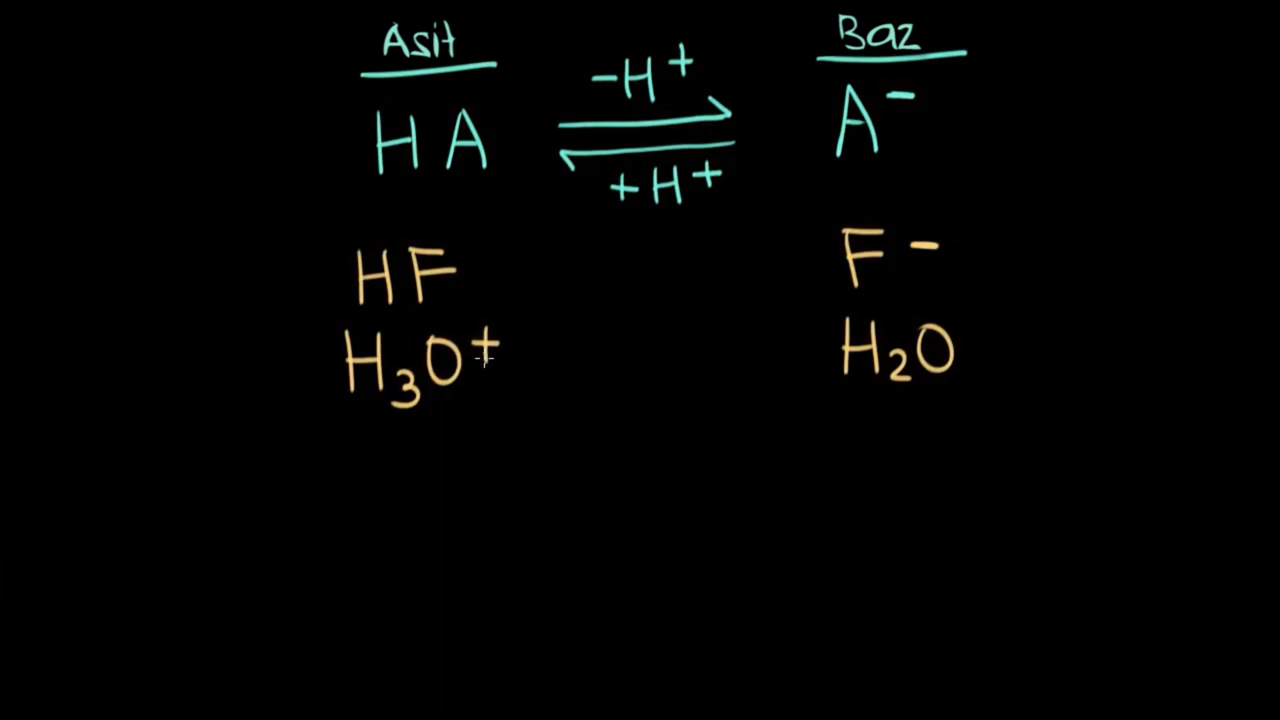 Asit Baz
-H+
HA A-
+H+
HF F-
H3O+ H2O